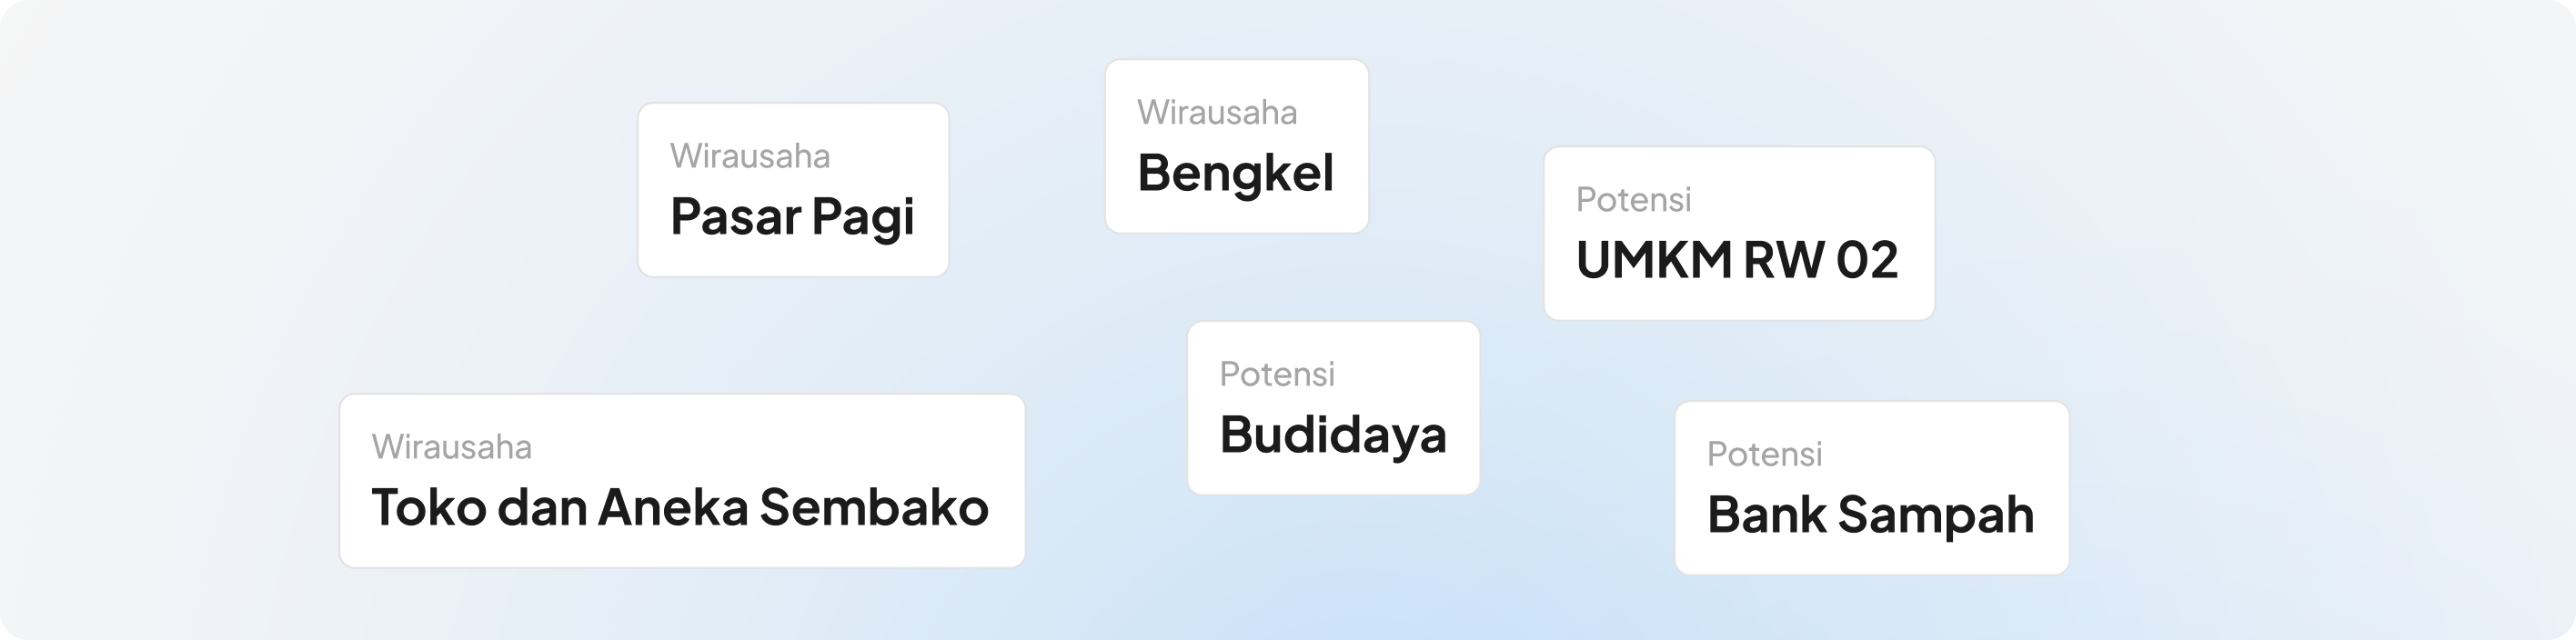 Wirausaha
Pasar Pagi
Wirausaha
Bengkel
Potensi
UMKM RW 02
Wirausaha
Toko dan Aneka Sembako
Potensi
Budidaya
Potensi
Bank Sampah